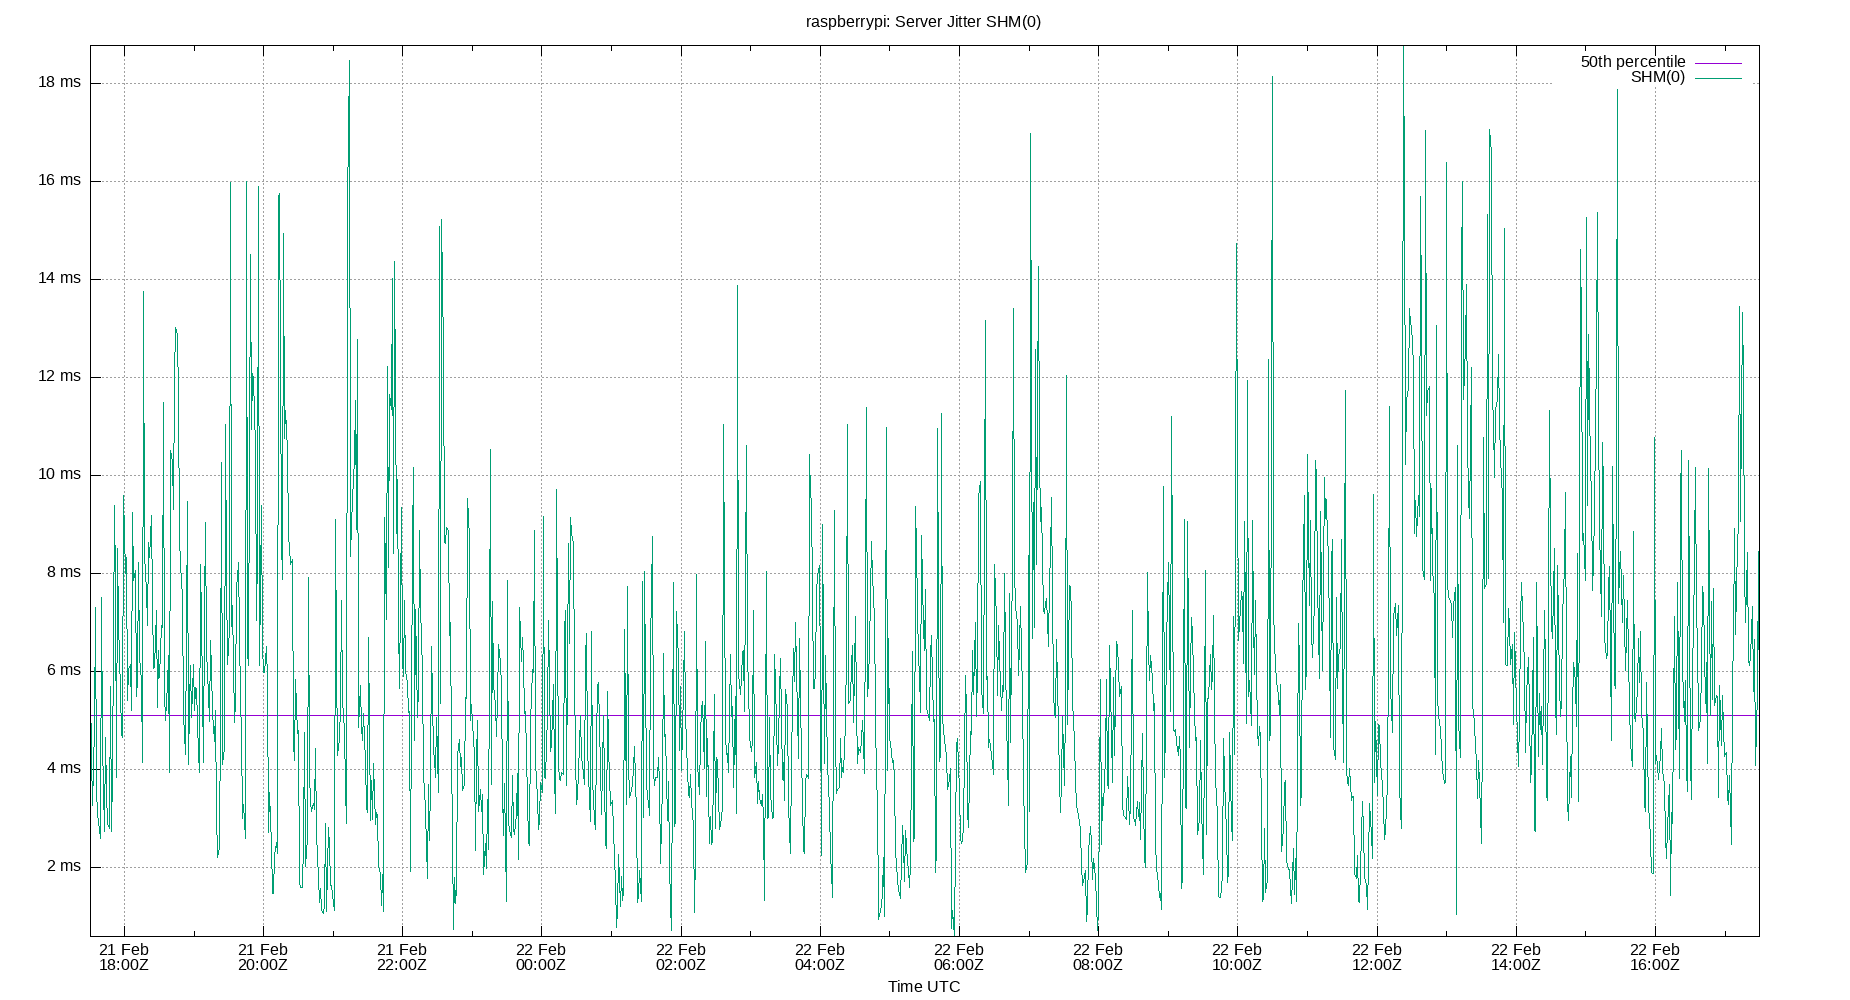 raspberrypi: Server Jitter SHM(0)
50th percentile
SHM(0)
18 ms
16 ms
14 ms
12 ms
10 ms
8 ms
6 ms
4 ms
2 ms
21 Feb 21 Feb 21 Feb 22 Feb 22 Feb 22 Feb 22 Feb 22 Feb 22 Feb 22 Feb 22 Feb 22 Feb
18:00Z 20:00Z 22:00Z 00:00Z 02:00Z 04:00Z 06:00Z 08:00Z 10:00Z 12:00Z 14:00Z 16:00Z
Time UTC